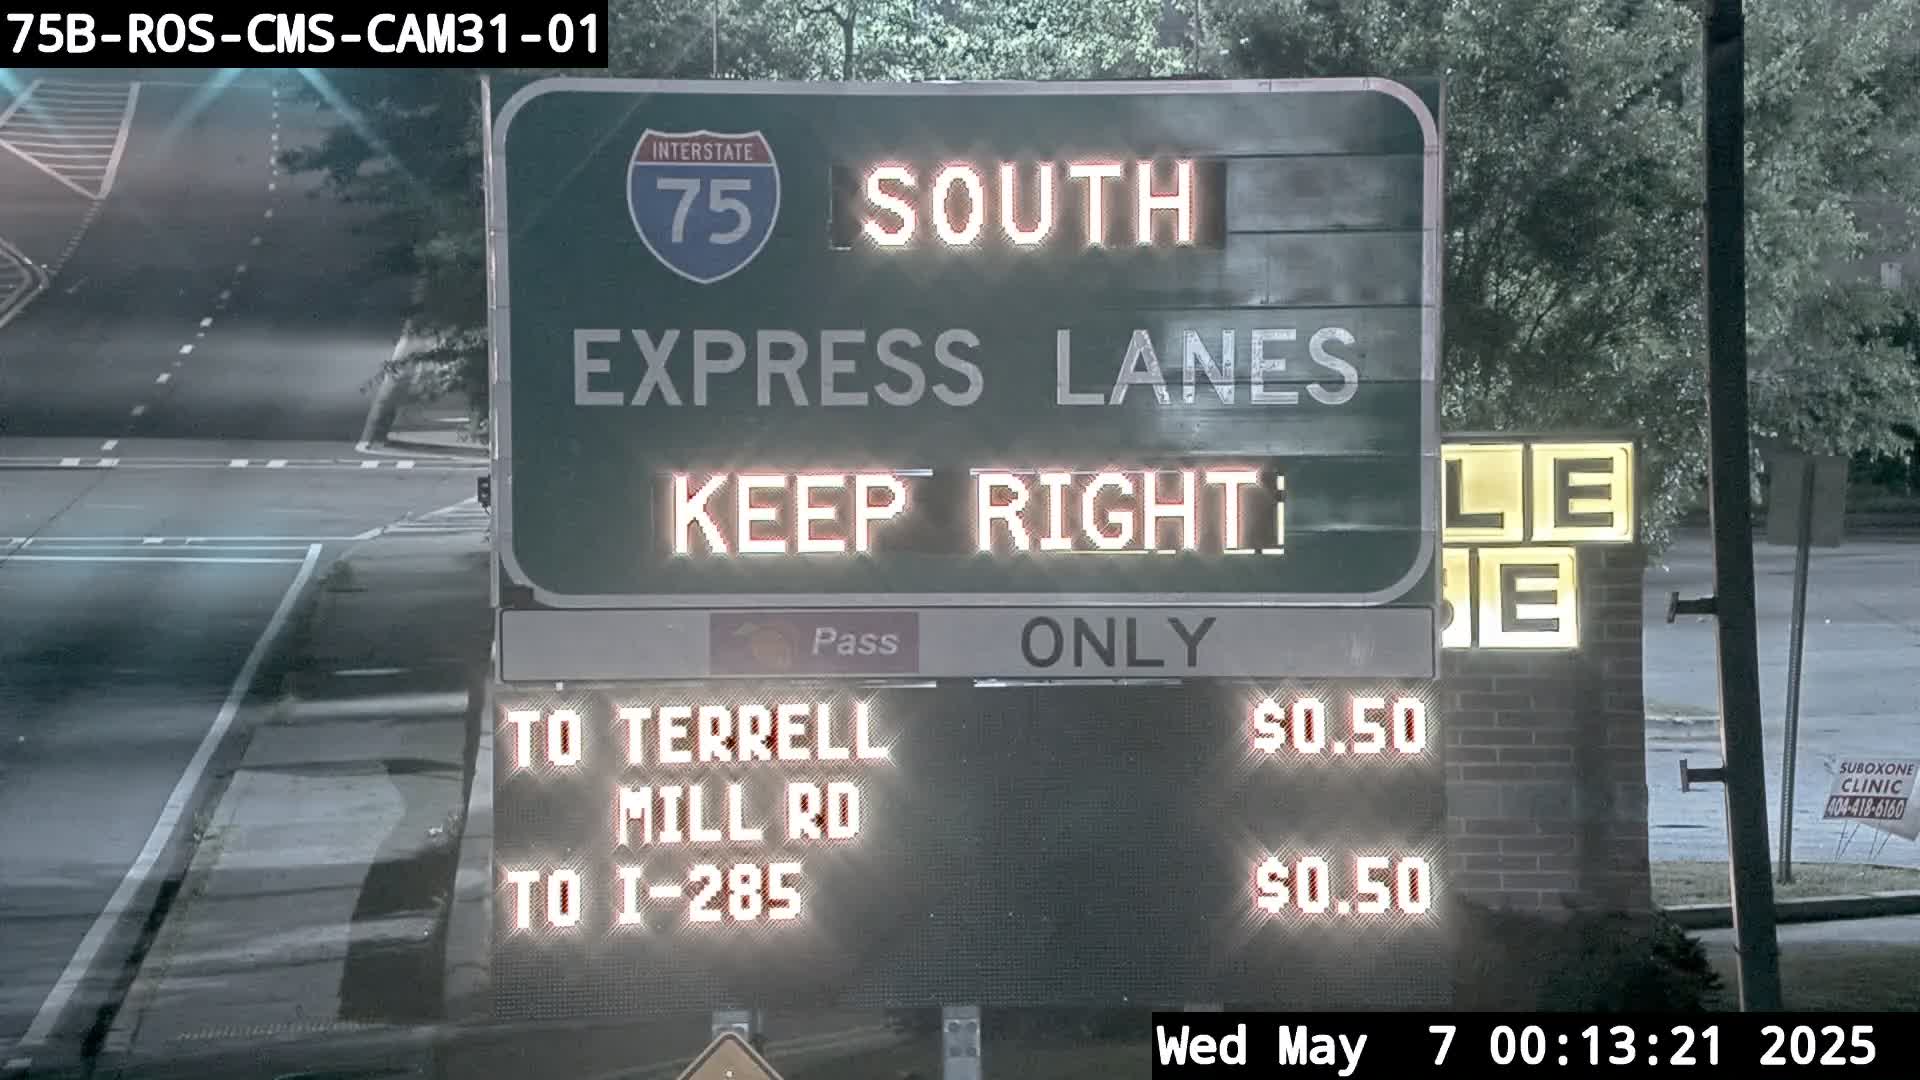 75B-ROS-CMS-CAM31-01
INTERSTATE
75
SOUTH
EXPRESS LANES
KEEP RIGHT
Pass ONLY
TO TERRELL $0.50
MILL RD
TO I-285 $0.50
LE
E
SUBOXONE
CLINIC
404-418-6160
Wed May 7 00:13:21 2025